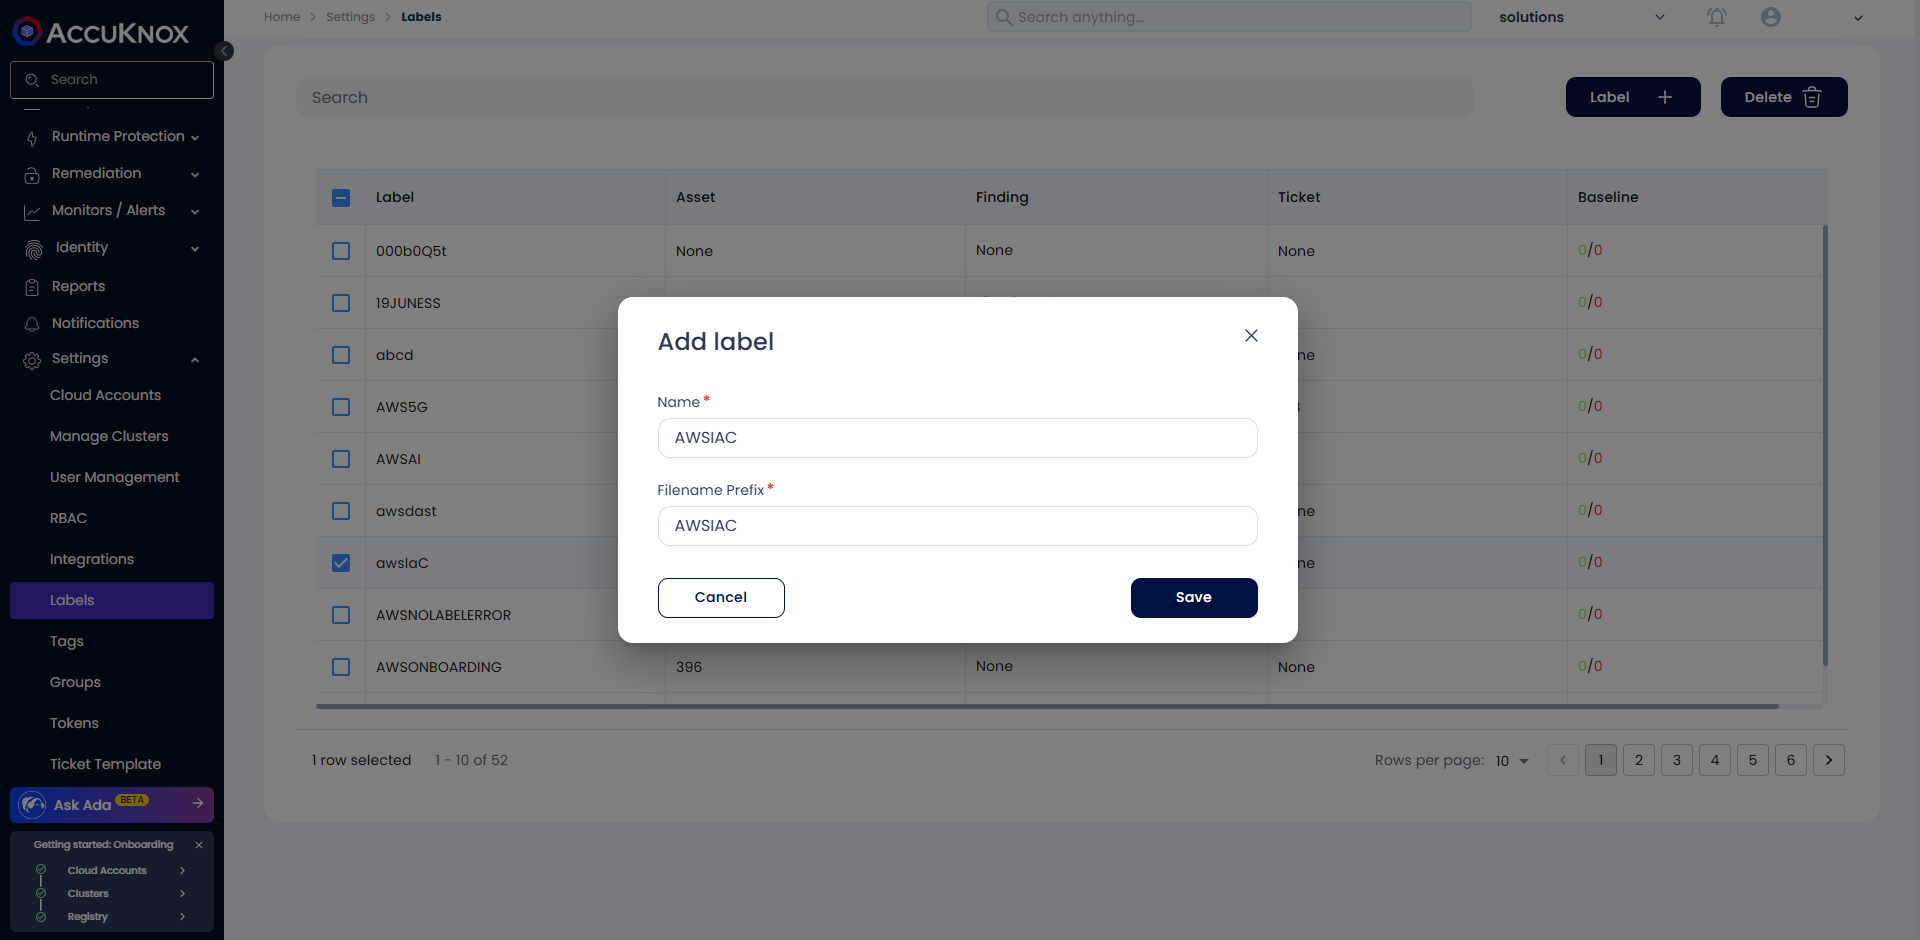 Home > Settings > Labels
Search anything...
solutions
ACCUKNOX
Search
Runtime Protection
Remediation
Monitors / Alerts
Identity
Reports
Notifications
Settings
Cloud Accounts
Manage Clusters
User Management
RBAC
Integrations
Labels
Tags
Groups
Tokens
Ticket Template
Ask Ada BETA
Getting started: Onboarding
Cloud Accounts
Clusters
Registry
Search
Label +
Delete
Label Asset Finding Ticket Baseline
000b0Q5t None None None 0/0
19JUNESS 0/0
abcd 0/0
AWS5G 0/0
AWSAI 0/0
awsdast 0/0
awsIaC 0/0
AWSNOLABELERROR 0/0
AWSONBOARDING 396 None None 0/0
Add label
Name *
AWSIAC
Filename Prefix *
AWSIAC
Cancel
Save
1 row selected 1 - 10 of 52
Rows per page: 10
1 2 3 4 5 6